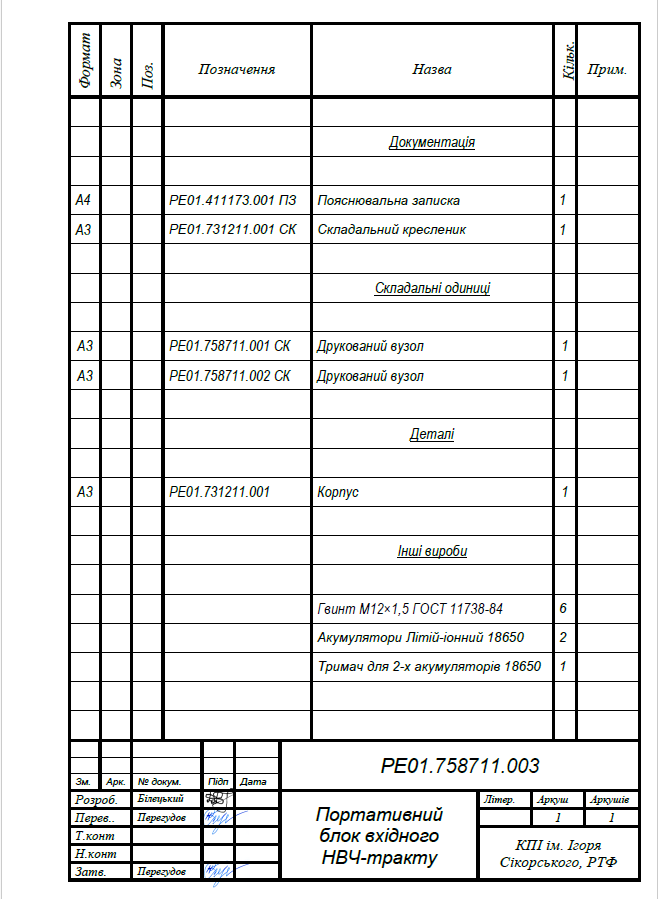 Формат Зона Поз. Позначення Назва Кільк. Прим.
Документація
А4 РЕ01.411173.001 ПЗ Пояснювальна записка 1
А3 РЕ01.731211.001 СК Складальний кресленик 1
Складальні одиниці
А3 РЕ01.758711.001 СК Друкований вузол 1
А3 РЕ01.758711.002 СК Друкований вузол 1
Деталі
А3 РЕ01.731211.001 Корпус 1
Інші вироби
Гвинт М12×1,5 ГОСТ 11738-84 6
Акумулятори Літій-іонний 18650 2
Тримач для 2-х акумуляторів 18650 1
РЕ01.758711.003
Зм. Арк. № докум. Підп Дата
Розроб. Білецький
Перев.. Перегудов
Т.конт
Н.конт
Затв. Перегудов
Портативний
блок вхідного
НВЧ-тракту
Літер. Аркуш Аркушів
1 1
КПІ ім. Ігоря
Сікорського, РТФ